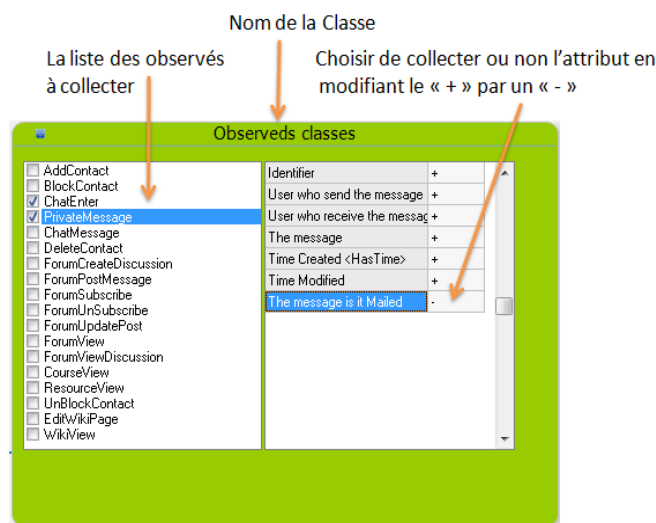 Nom de la Classe
La liste des observés
à collecter
Choisir de collecter ou non l'attribut en
modifiant le « + » par un « - »
Observeds classes
AddContact
BlockContact
ChatEnter
PrivateMessage
ChatMessage
DeleteContact
ForumCreateDiscussion
ForumPostMessage
ForumSubscribe
ForumUnSubscribe
ForumUpdatePost
ForumView
ForumViewDiscussion
CourseView
ResourceView
UnBlockContact
EditWikiPage
WikiView
Identifier +
User who send the message +
User who receive the messag +
The message +
Time Created <HasTime> +
Time Modified +
The message is it Mailed -